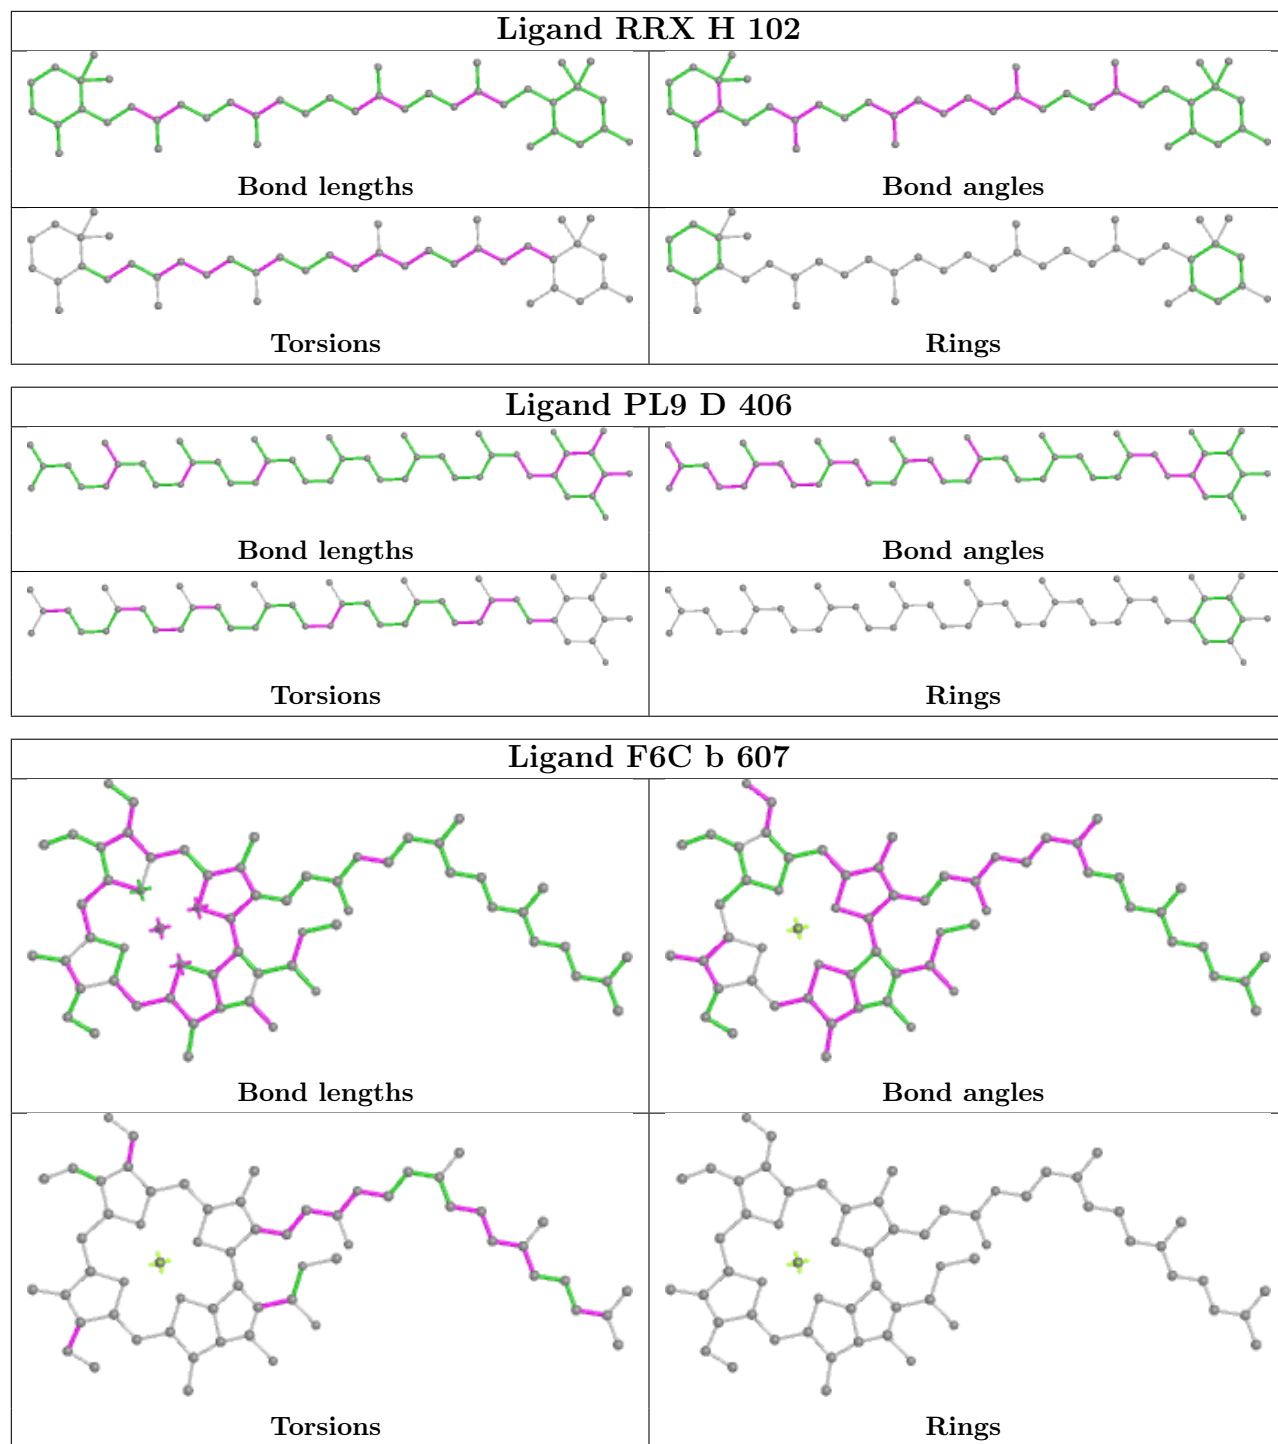 Ligand RRX H 102
Bond lengths
Bond angles
Torsions
Rings
Ligand PL9 D 406
Bond lengths
Bond angles
Torsions
Rings
Ligand F6C b 607
Bond lengths
Bond angles
Torsions
Rings